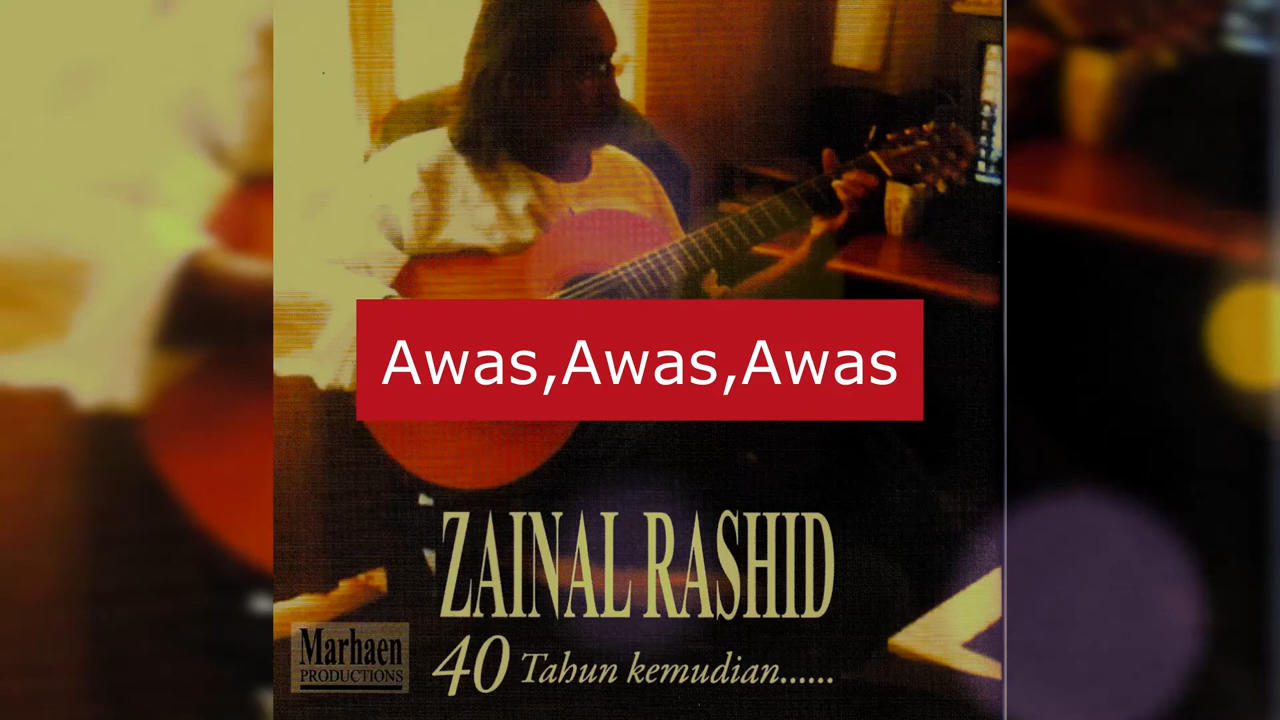 Awas,Awas,Awas
ZAINAL RASHID
40 Tahun kemudian......
Marhaen
PRODUCTIONS